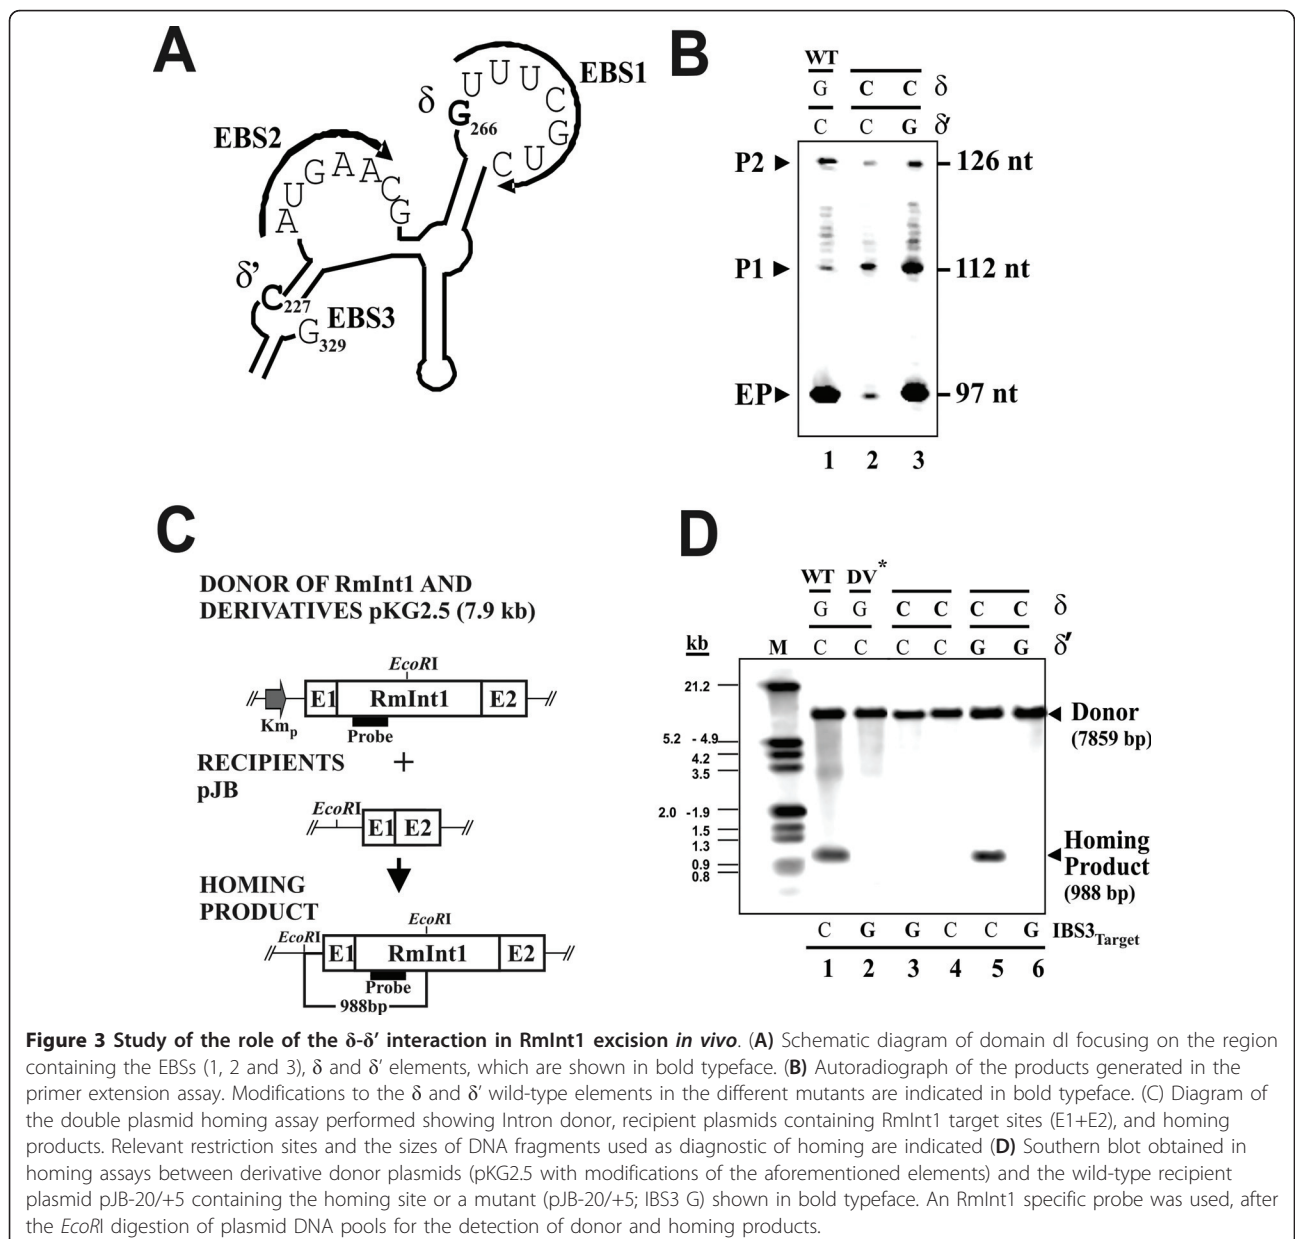 A
δ
G
266
U
U
U
C
G
U
C
EBS1
EBS2
A
U
G
A
A
C
G
δ'
C
227
G
329
EBS3
B
WT
G C C δ
C C G δ'
P2 126 nt
P1 112 nt
EP 97 nt
1 2 3
C
DONOR OF RmInt1 AND
DERIVATIVES pKG2.5 (7.9 kb)
EcoRI
// E1 RmInt1 E2 //
Kmp
Probe
RECIPIENTS +
pJB
EcoRI
// E1 E2 //
HOMING
PRODUCT
EcoRI
EcoRI
// E1 RmInt1 E2 //
Probe
988bp
D
WT DV*
G G C C C C δ
kb M C C C C G G δ'
21.2
5.2 - 4.9
4.2
3.5
2.0 -1.9
1.5
1.3
0.9
0.8
Donor
(7859 bp)
Homing
Product
(988 bp)
C G G C C G IBS3Target
1 2 3 4 5 6
Figure 3 Study of the role of the δ-δ′ interaction in RmInt1 excision in vivo. (A) Schematic diagram of domain dI focusing on the region
containing the EBSs (1, 2 and 3), δ and δ′ elements, which are shown in bold typeface. (B) Autoradiograph of the products generated in the
primer extension assay. Modifications to the δ and δ′ wild-type elements in the different mutants are indicated in bold typeface. (C) Diagram of
the double plasmid homing assay performed showing Intron donor, recipient plasmids containing RmInt1 target sites (E1+E2), and homing
products. Relevant restriction sites and the sizes of DNA fragments used as diagnostic of homing are indicated (D) Southern blot obtained in
homing assays between derivative donor plasmids (pKG2.5 with modifications of the aforementioned elements) and the wild-type recipient
plasmid pJB-20/+5 containing the homing site or a mutant (pJB-20/+5; IBS3 G) shown in bold typeface. An RmInt1 specific probe was used, after
the EcoRI digestion of plasmid DNA pools for the detection of donor and homing products.